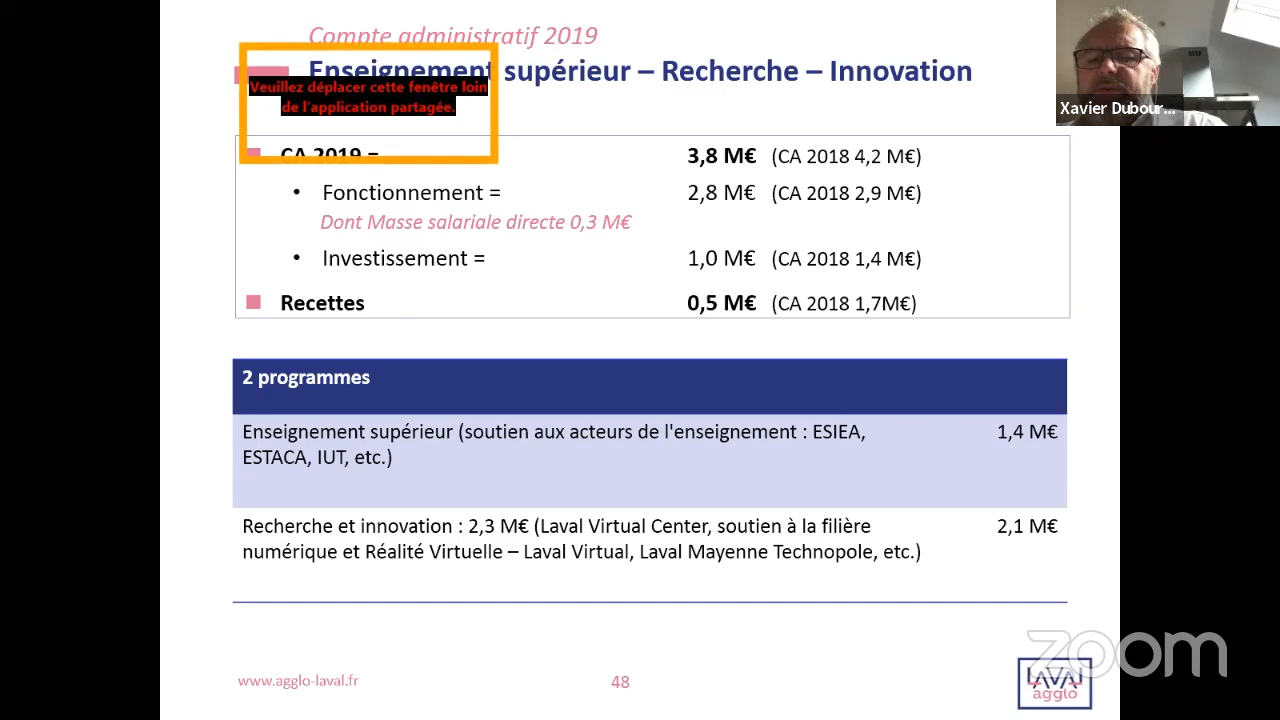 Compte administratif 2019
Enseignement supérieur – Recherche – Innovation
Veuillez déplacer cette fenêtre loin
de l'application partagée.
Xavier Dubour...
CA 2019 = 3,8 M€ (CA 2018 4,2 M€)
• Fonctionnement = 2,8 M€ (CA 2018 2,9 M€)
Dont Masse salariale directe 0,3 M€
• Investissement = 1,0 M€ (CA 2018 1,4 M€)
Recettes 0,5 M€ (CA 2018 1,7M€)
2 programmes
Enseignement supérieur (soutien aux acteurs de l'enseignement : ESIEA, 1,4 M€
ESTACA, IUT, etc.)
Recherche et innovation : 2,3 M€ (Laval Virtual Center, soutien à la filière 2,1 M€
numérique et Réalité Virtuelle – Laval Virtual, Laval Mayenne Technopole, etc.)
zoom
www.agglo-laval.fr 48
LAVAL
agglo